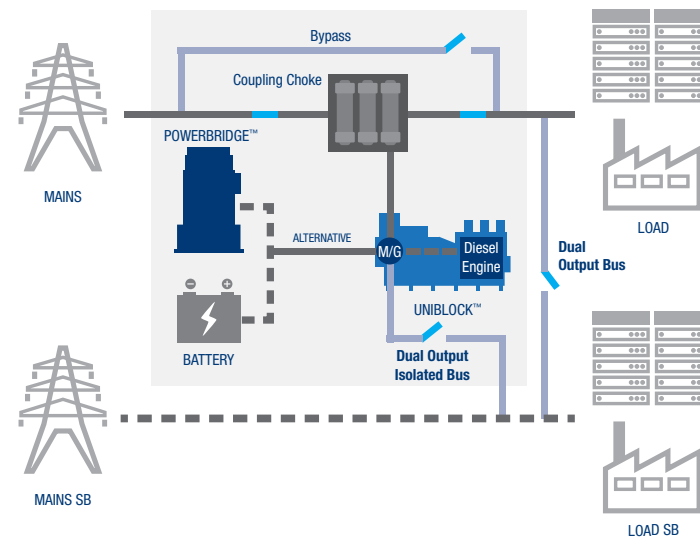 Bypass
Coupling Choke
POWERBRIDGE™
MAINS
LOAD
ALTERNATIVE
M/G
Diesel
Engine
Dual
Output Bus
UNIBLOCK™
BATTERY
Dual Output
Isolated Bus
MAINS SB
LOAD SB